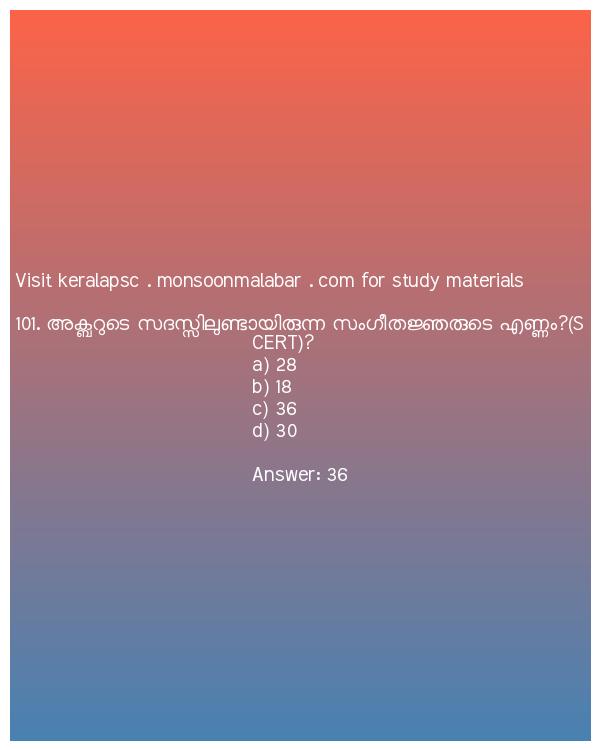 Visit keralapsc . monsoonmalabar . com for study materials
101. അക്ബറുടെ സദസ്സിലുണ്ടായിരുന്ന സംഗീതജ്ഞരുടെ എണ്ണം?(S
CERT)?
a) 28
b) 18
c) 36
d) 30
Answer: 36